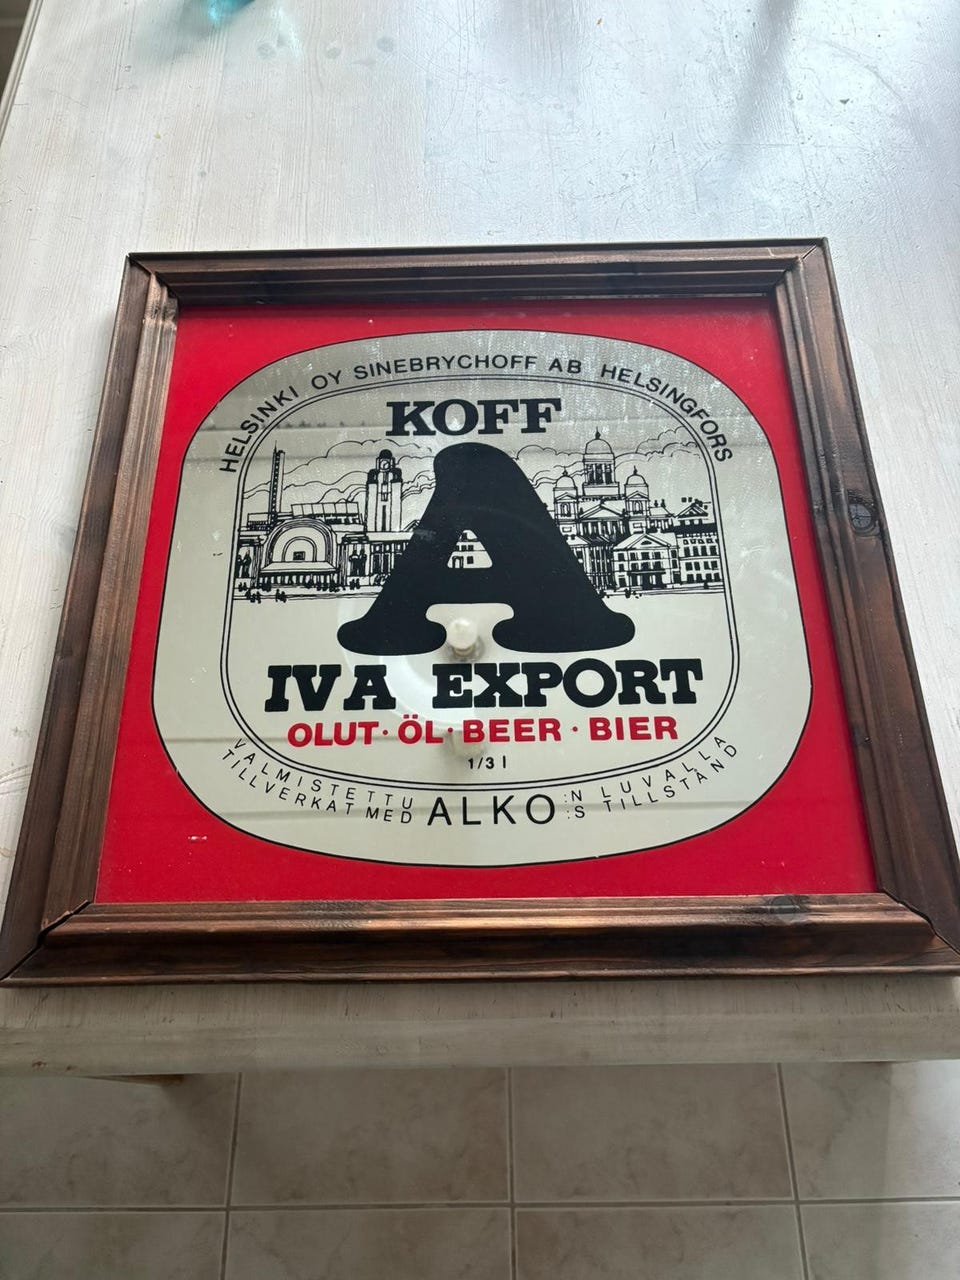 HELSINKI OY SINEBRYCHOFF AB HELSINGFORS
KOFF
A
IVA EXPORT
OLUT · ÖL · BEER · BIER
1/3 l
VALMISTETTU ALKO:N LUVALLA
TILLVERKAT MED ALKO:S TILLSTÅND